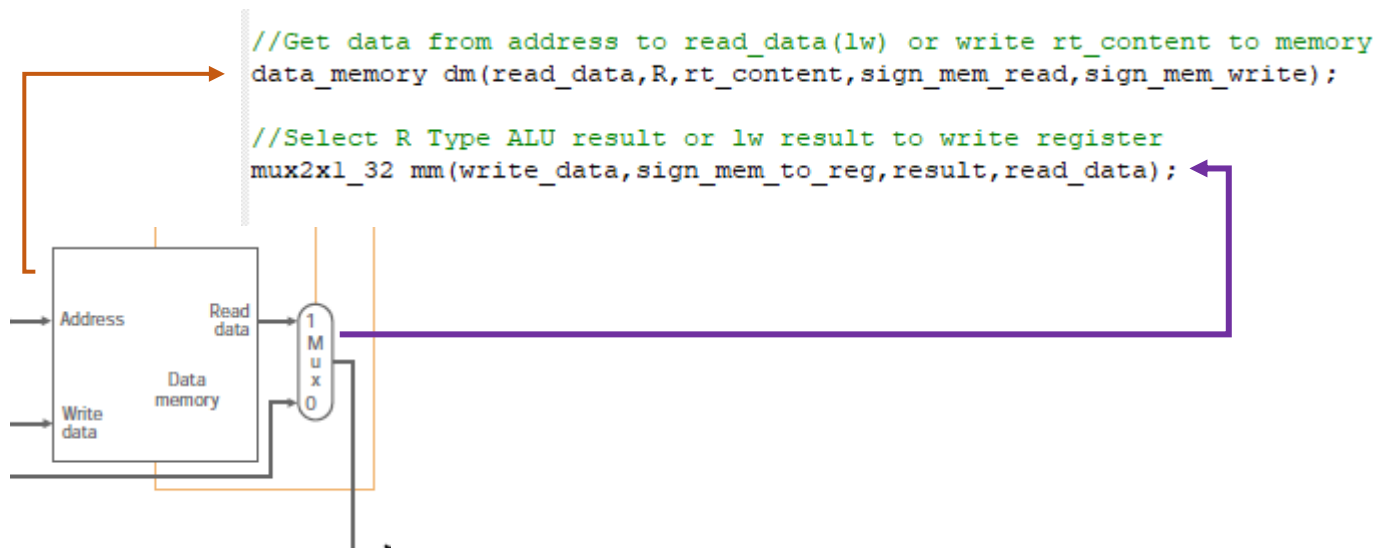 //Get data from address to read_data(lw) or write rt_content to memory
data_memory dm(read_data,R,rt_content,sign_mem_read,sign_mem_write);
//Select R Type ALU result or lw result to write register
mux2x1_32 mm(write_data,sign_mem_to_reg,result,read_data);
Address
Read
data
Data
memory
Write
data
1
M
u
x
0